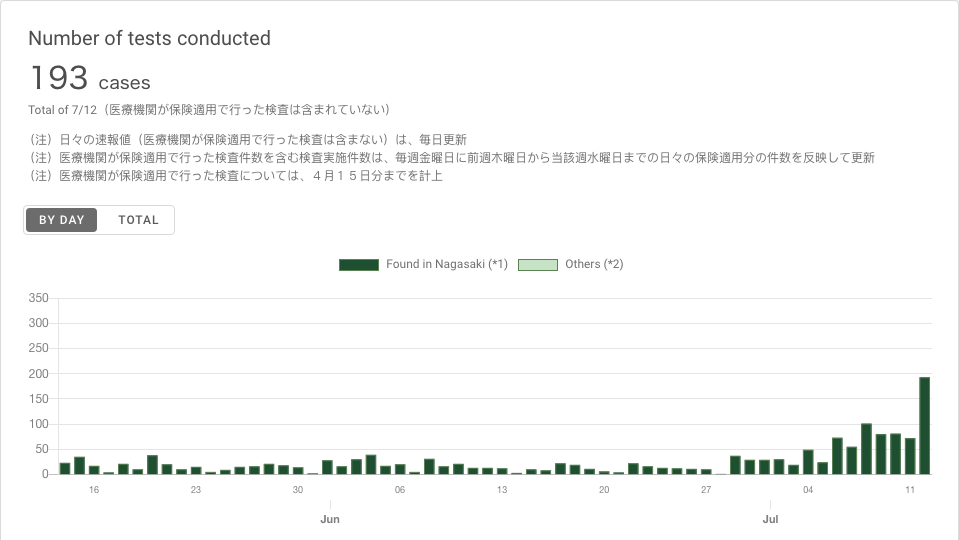 Number of tests conducted
193 cases
Total of 7/12（医療機関が保険適用で行った検査は含まれていない）
（注）日々の速報値（医療機関が保険適用で行った検査は含まない）は、毎日更新
（注）医療機関が保険適用で行った検査件数を含む検査実施件数は、毎週金曜日に前週木曜日から当該週水曜日までの日々の保険適用分の件数を反映して更新
（注）医療機関が保険適用で行った検査については、４月１５日分までを計上
BY DAY TOTAL
Found in Nagasaki (*1) Others (*2)
350
300
250
200
150
100
50
0
16 23 30 06 13 20 27 04 11
Jun Jul